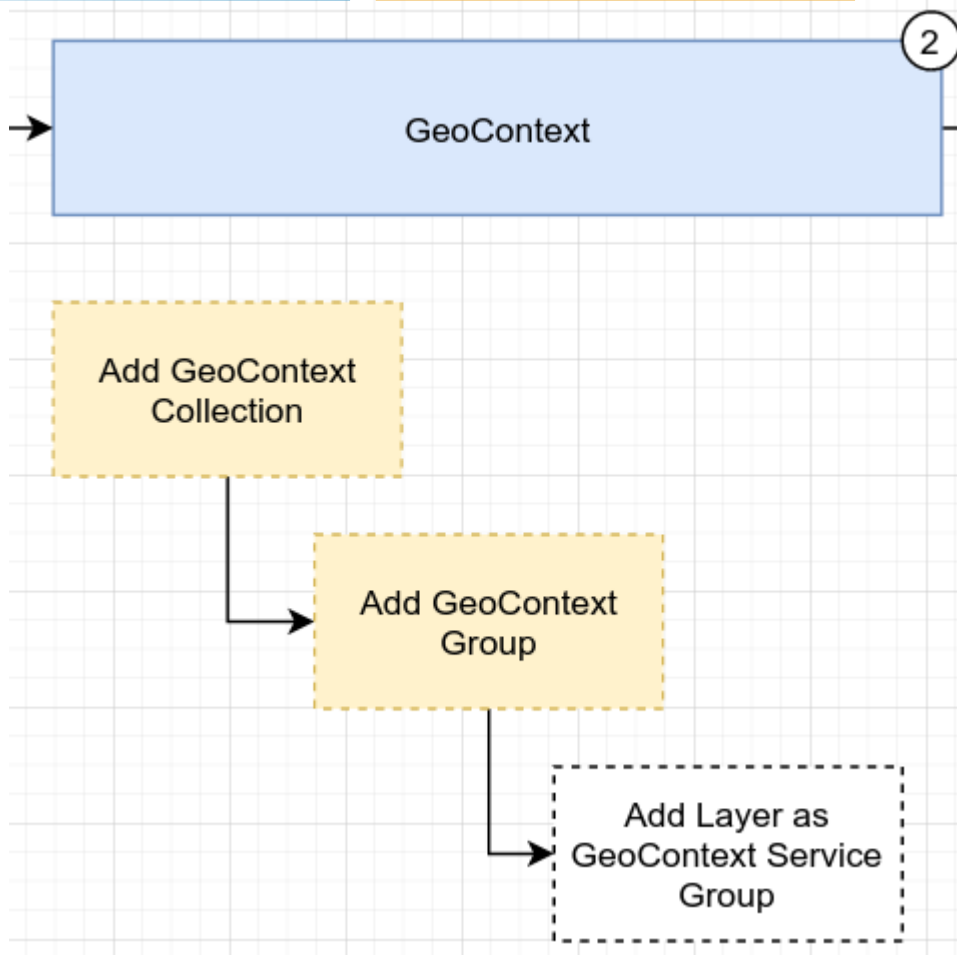 2
GeoContext
Add GeoContext
Collection
Add GeoContext
Group
Add Layer as
GeoContext Service
Group